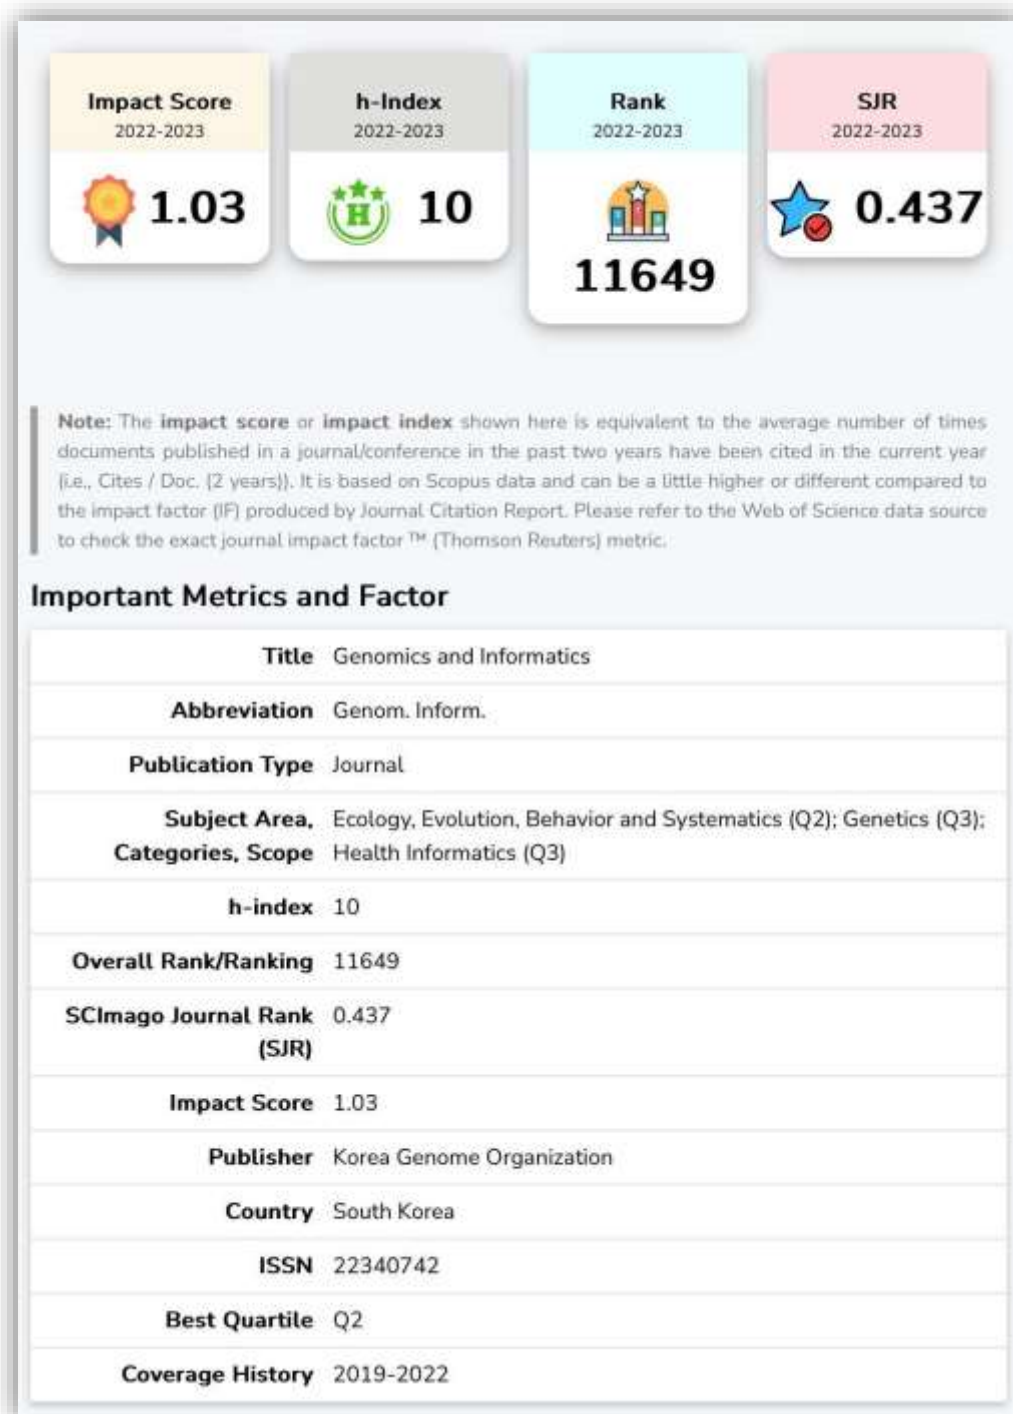 Impact Score
2022-2023
1.03
h-Index
2022-2023
H
10
Rank
2022-2023
11649
SJR
2022-2023
0.437
Note: The impact score or impact index shown here is equivalent to the average number of times
documents published in a journal/conference in the past two years have been cited in the current year
(i.e., Cites / Doc. (2 years)). It is based on Scopus data and can be a little higher or different compared to
the impact factor (IF) produced by Journal Citation Report. Please refer to the Web of Science data source
to check the exact journal impact factor ™ (Thomson Reuters) metric.
Important Metrics and Factor
Title Genomics and Informatics
Abbreviation Genom. Inform.
Publication Type Journal
Subject Area, Ecology, Evolution, Behavior and Systematics (Q2); Genetics (Q3);
Categories, Scope Health Informatics (Q3)
h-index 10
Overall Rank/Ranking 11649
SCImago Journal Rank 0.437
(SJR)
Impact Score 1.03
Publisher Korea Genome Organization
Country South Korea
ISSN 22340742
Best Quartile Q2
Coverage History 2019-2022